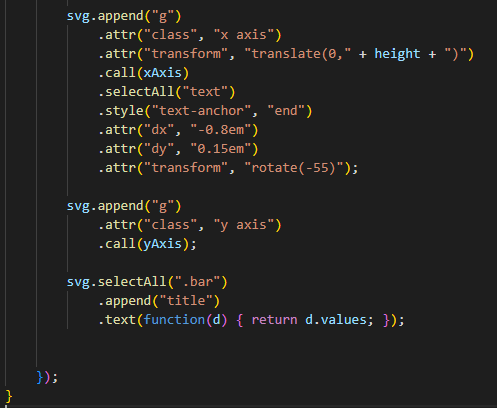 svg.append("g")
.attr("class", "x axis")
.attr("transform", "translate(0," + height + ")")
.call(xAxis)
.selectAll("text")
.style("text-anchor", "end")
.attr("dx", "-0.8em")
.attr("dy", "0.15em")
.attr("transform", "rotate(-55)");
svg.append("g")
.attr("class", "y axis")
.call(yAxis);
svg.selectAll(".bar")
.append("title")
.text(function(d) { return d.values; });
});
}